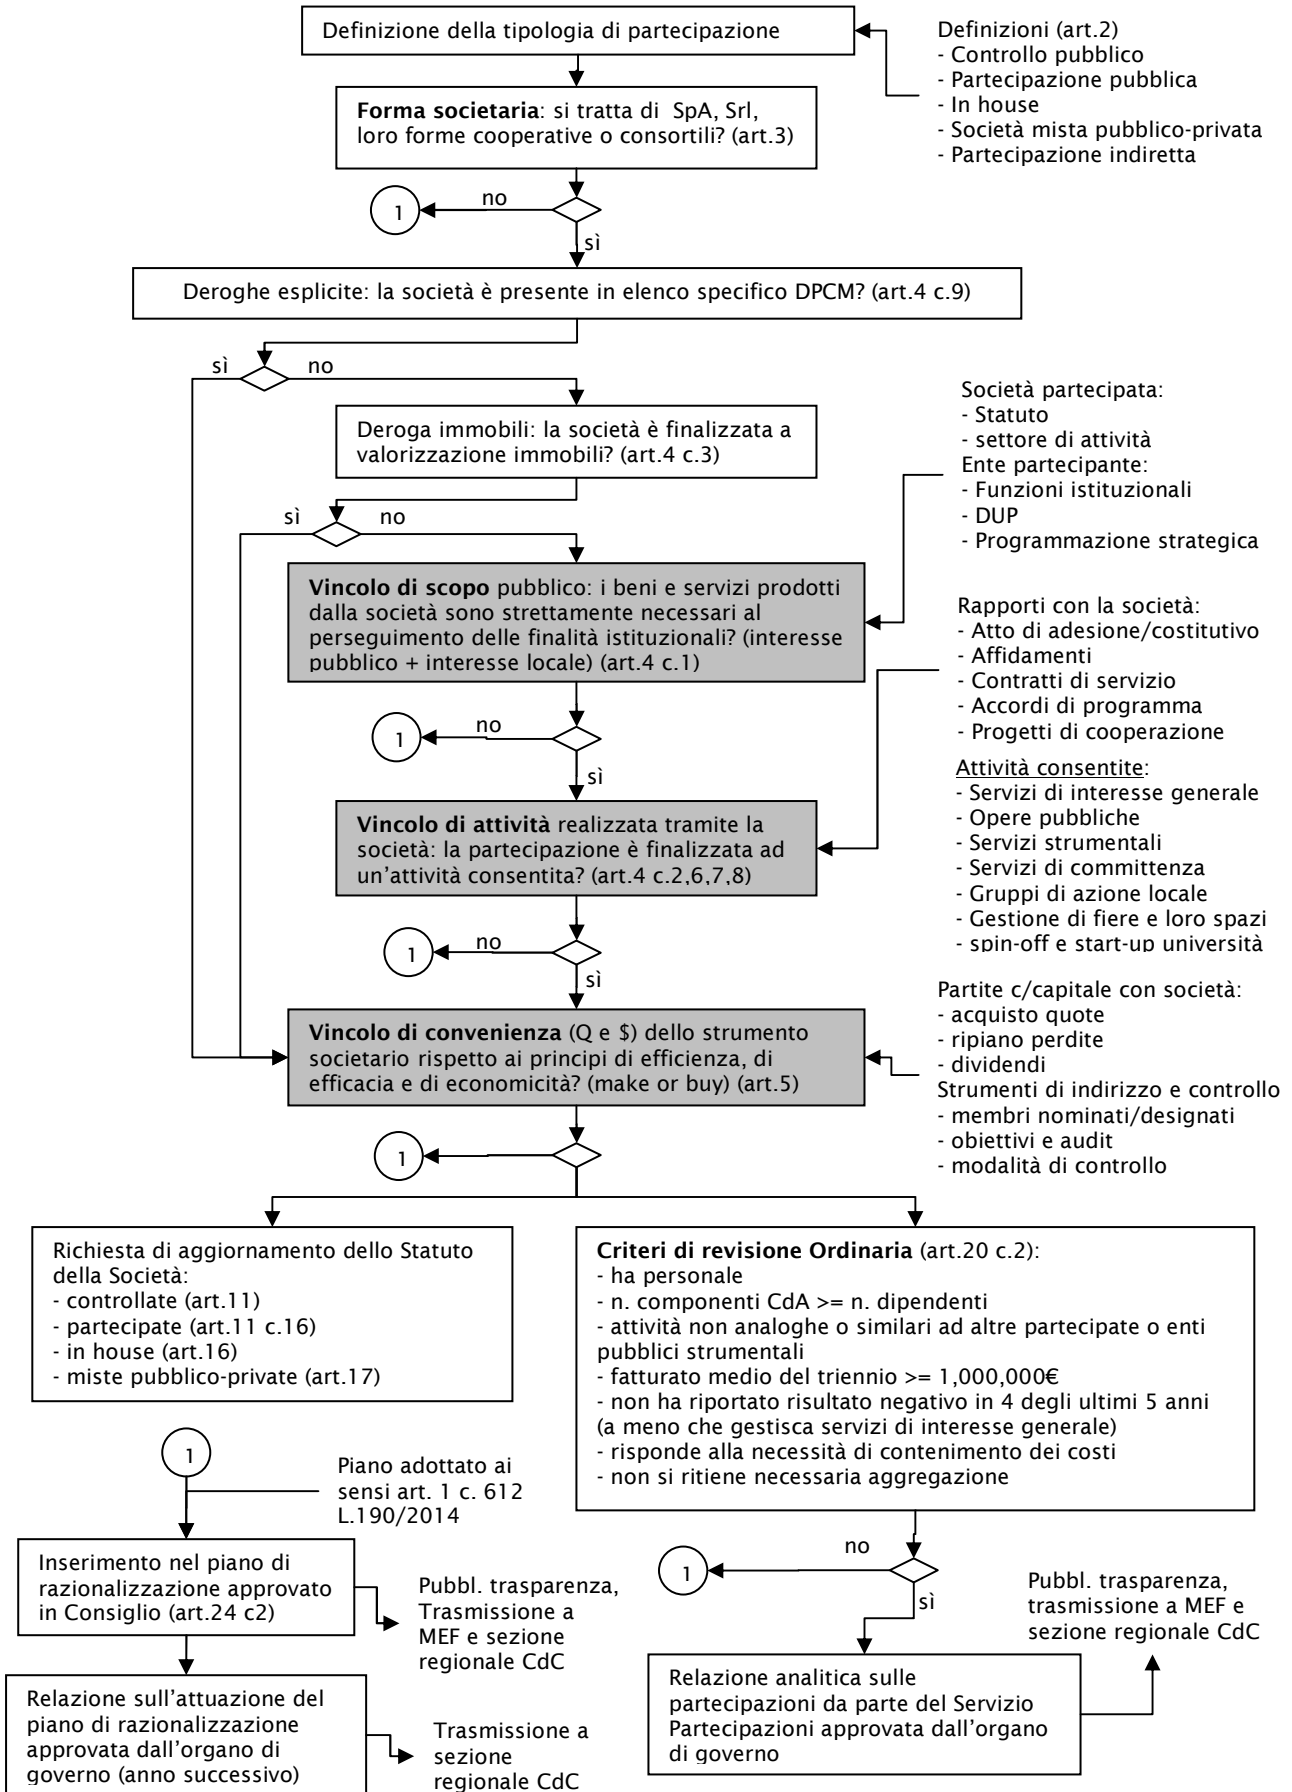 Definizione della tipologia di partecipazione
Definizioni (art.2)
- Controllo pubblico
- Partecipazione pubblica
- In house
- Società mista pubblico-privata
- Partecipazione indiretta
Forma societaria: si tratta di SpA, Srl,
loro forme cooperative o consortili? (art.3)
no
1
sì
Deroghe esplicite: la società è presente in elenco specifico DPCM? (art.4 c.9)
sì
no
Deroga immobili: la società è finalizzata a
valorizzazione immobili? (art.4 c.3)
Società partecipata:
- Statuto
- settore di attività
Ente partecipante:
- Funzioni istituzionali
- DUP
- Programmazione strategica
sì
no
Vincolo di scopo pubblico: i beni e servizi prodotti
dalla società sono strettamente necessari al
perseguimento delle finalità istituzionali? (interesse
pubblico + interesse locale) (art.4 c.1)
Rapporti con la società:
- Atto di adesione/costitutivo
- Affidamenti
- Contratti di servizio
- Accordi di programma
- Progetti di cooperazione
no
1
sì
Attività consentite:
- Servizi di interesse generale
- Opere pubbliche
- Servizi strumentali
- Servizi di committenza
- Gruppi di azione locale
- Gestione di fiere e loro spazi
- spin-off e start-up università
Vincolo di attività realizzata tramite la
società: la partecipazione è finalizzata ad
un'attività consentita? (art.4 c.2,6,7,8)
no
1
sì
Vincolo di convenienza (Q e $) dello strumento
societario rispetto ai principi di efficienza, di
efficacia e di economicità? (make or buy) (art.5)
Partite c/capitale con società:
- acquisto quote
- ripiano perdite
- dividendi
Strumenti di indirizzo e controllo
- membri nominati/designati
- obiettivi e audit
- modalità di controllo
1
Richiesta di aggiornamento dello Statuto
della Società:
- controllate (art.11)
- partecipate (art.11 c.16)
- in house (art.16)
- miste pubblico-private (art.17)
Criteri di revisione Ordinaria (art.20 c.2):
- ha personale
- n. componenti CdA >= n. dipendenti
- attività non analoghe o similari ad altre partecipate o enti
pubblici strumentali
- fatturato medio del triennio >= 1,000,000€
- non ha riportato risultato negativo in 4 degli ultimi 5 anni
(a meno che gestisca servizi di interesse generale)
- risponde alla necessità di contenimento dei costi
- non si ritiene necessaria aggregazione
1
Piano adottato ai
sensi art. 1 c. 612
L.190/2014
Inserimento nel piano di
razionalizzazione approvato
in Consiglio (art.24 c2)
Pubbl. trasparenza,
Trasmissione a
MEF e sezione
regionale CdC
Relazione sull'attuazione del
piano di razionalizzazione
approvata dall'organo di
governo (anno successivo)
Trasmissione a
sezione
regionale CdC
no
1
sì
Relazione analitica sulle
partecipazioni da parte del Servizio
Partecipazioni approvata dall'organo
di governo
Pubbl. trasparenza,
trasmissione a MEF e
sezione regionale CdC